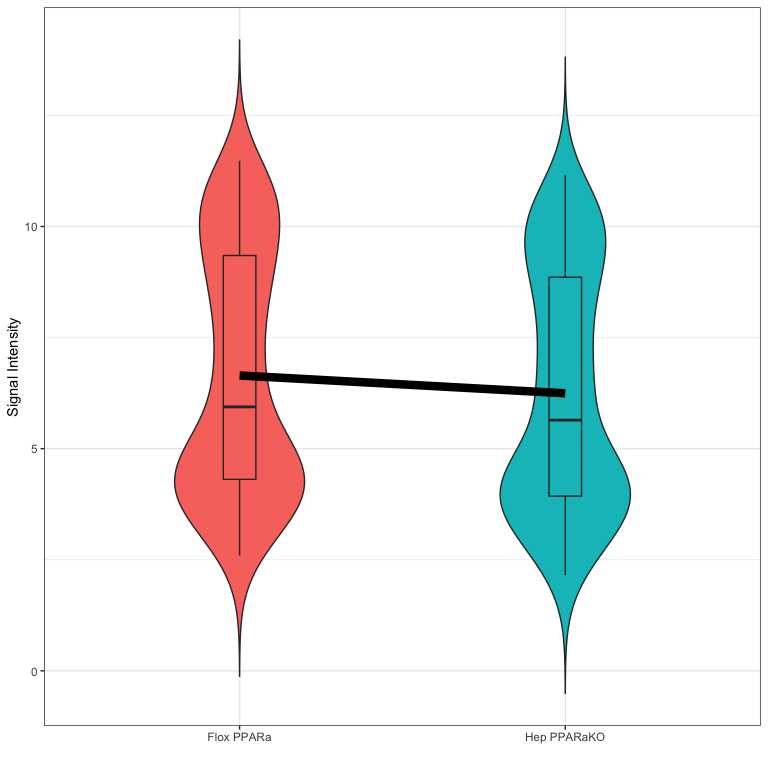 Signal Intensity
10
5
0
Flox PPARa
Hep PPARaKO